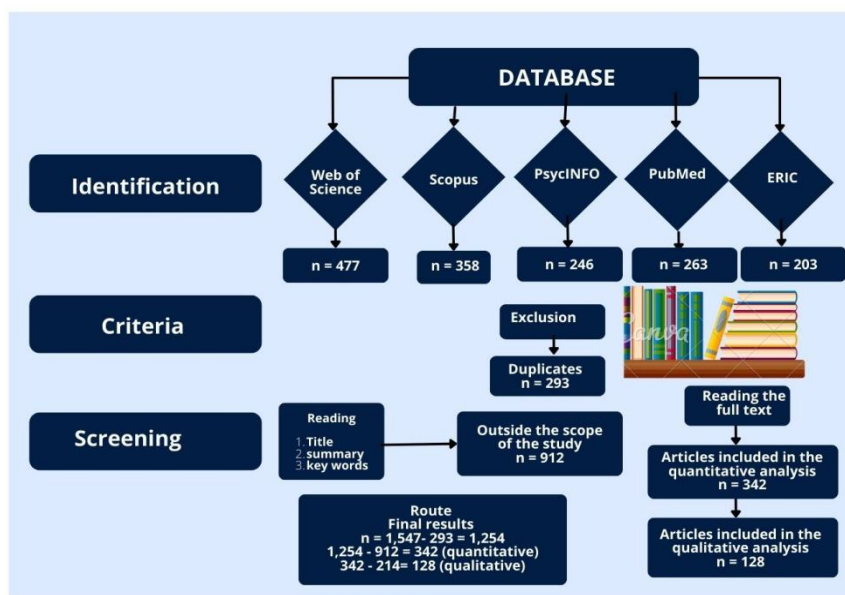 DATABASE
Identification
Web of
Science
Scopus
PsycINFO
PubMed
ERIC
n = 477
n = 358
n = 246
n = 263
n = 203
Criteria
Exclusion
Duplicates
n = 293
Canva
Screening
Reading
1. Title
2. summary
3. key words
Outside the scope
of the study
n = 912
Reading the
full text
Articles included in the
quantitative analysis
n = 342
Articles included in the
qualitative analysis
n = 128
Route
Final results
n = 1,547- 293 = 1,254
1,254 - 912 = 342 (quantitative)
342 - 214= 128 (qualitative)